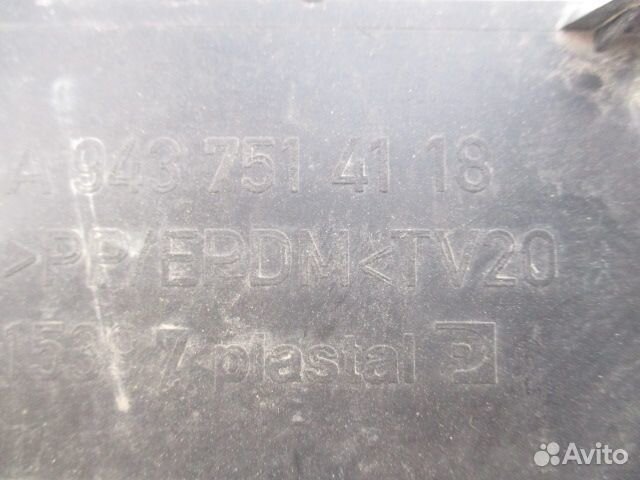 A 943 751 41 18
>PP/EPDM<TV20
plastal P
Avito